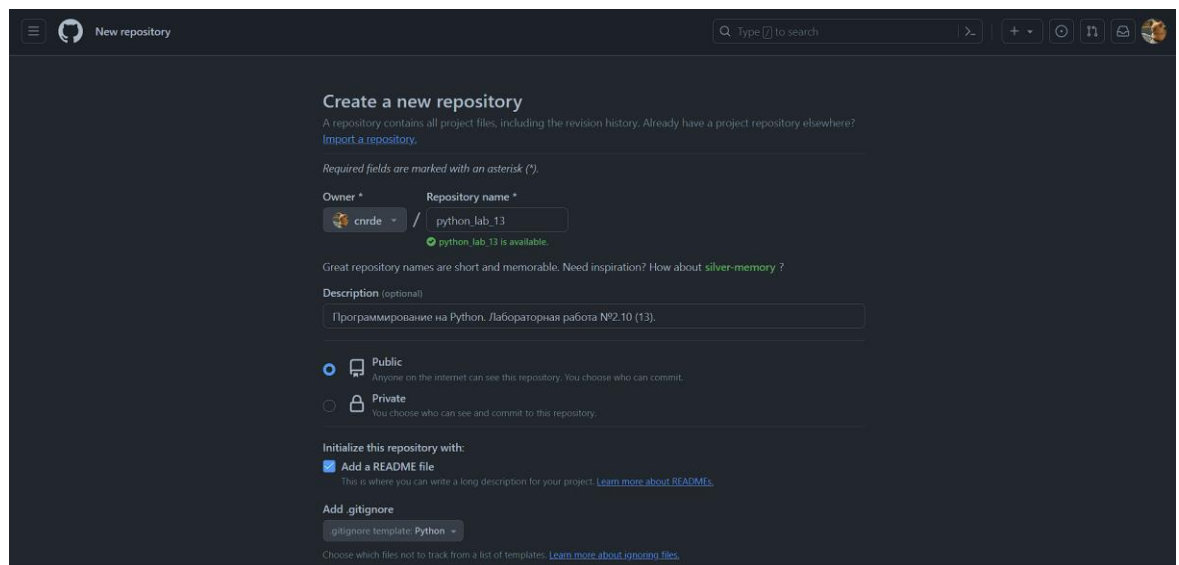 New repository
Type / to search
Create a new repository
A repository contains all project files, including the revision history. Already have a project repository elsewhere?
Import a repository.
Required fields are marked with an asterisk (*).
Owner *
Repository name *
cnrde
/
python_lab_13
python_lab_13 is available.
Great repository names are short and memorable. Need inspiration? How about silver-memory ?
Description (optional)
Программирование на Python. Лабораторная работа №2.10 (13).
Public
Anyone on the internet can see this repository. You choose who can commit.
Private
You choose who can see and commit to this repository.
Initialize this repository with:
Add a README file
This is where you can write a long description for your project. Learn more about READMEs.
Add .gitignore
.gitignore template: Python
Choose which files not to track from a list of templates. Learn more about ignoring files.